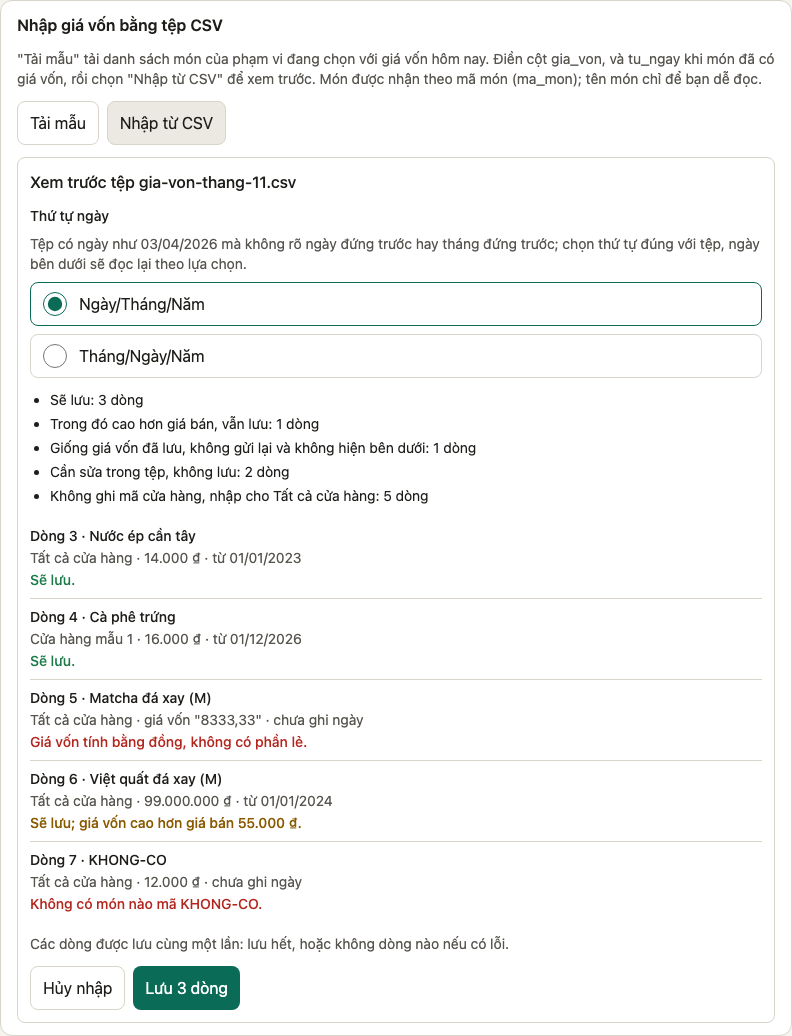 Nhập giá vốn bằng tệp CSV
"Tải mẫu" tải danh sách món của phạm vi đang chọn với giá vốn hôm nay. Điền cột gia_von, và tu_ngay khi món đã có
giá vốn, rồi chọn "Nhập từ CSV" để xem trước. Món được nhận theo mã món (ma_mon); tên món chỉ để bạn dễ đọc.
Tải mẫu
Nhập từ CSV
Xem trước tệp gia-von-thang-11.csv
Thứ tự ngày
Tệp có ngày như 03/04/2026 mà không rõ ngày đứng trước hay tháng đứng trước; chọn thứ tự đúng với tệp, ngày
bên dưới sẽ đọc lại theo lựa chọn.
Ngày/Tháng/Năm
Tháng/Ngày/Năm
• Sẽ lưu: 3 dòng
• Trong đó cao hơn giá bán, vẫn lưu: 1 dòng
• Giống giá vốn đã lưu, không gửi lại và không hiện bên dưới: 1 dòng
• Cần sửa trong tệp, không lưu: 2 dòng
• Không ghi mã cửa hàng, nhập cho Tất cả cửa hàng: 5 dòng
Dòng 3 · Nước ép cần tây
Tất cả cửa hàng · 14.000 ₫ · từ 01/01/2023
Sẽ lưu.
Dòng 4 · Cà phê trứng
Cửa hàng mẫu 1 · 16.000 ₫ · từ 01/12/2026
Sẽ lưu.
Dòng 5 · Matcha đá xay (M)
Tất cả cửa hàng · giá vốn "8333,33" · chưa ghi ngày
Giá vốn tính bằng đồng, không có phần lẻ.
Dòng 6 · Việt quất đá xay (M)
Tất cả cửa hàng · 99.000.000 ₫ · từ 01/01/2024
Sẽ lưu; giá vốn cao hơn giá bán 55.000 ₫.
Dòng 7 · KHONG-CO
Tất cả cửa hàng · 12.000 ₫ · chưa ghi ngày
Không có món nào mã KHONG-CO.
Các dòng được lưu cùng một lần: lưu hết, hoặc không dòng nào nếu có lỗi.
Hủy nhập
Lưu 3 dòng